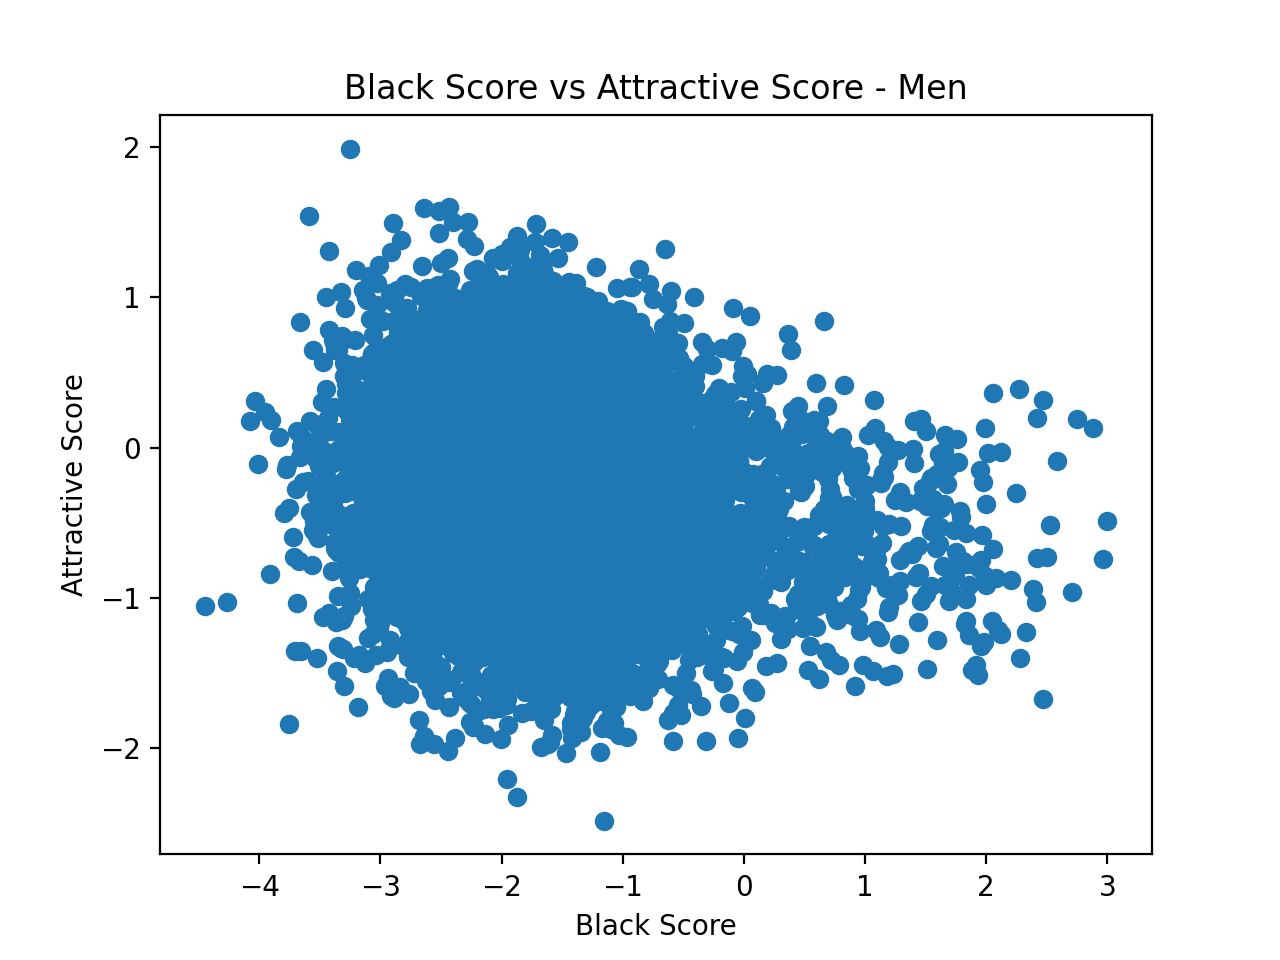 Black Score vs Attractive Score - Men
2
1
0
−1
−2
Attractive Score
−4 −3 −2 −1 0 1 2 3
Black Score